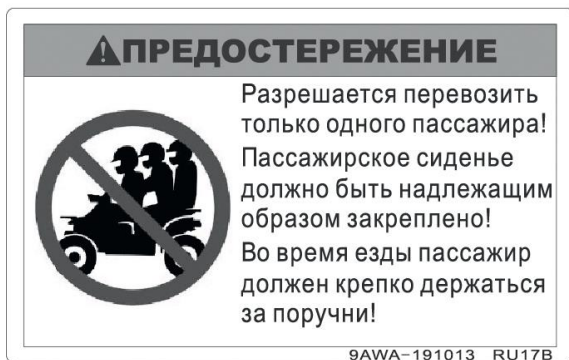 ⚠ПРЕДОСТЕРЕЖЕНИЕ
Разрешается перевозить
только одного пассажира!
Пассажирское сиденье
должно быть надлежащим
образом закреплено!
Во время езды пассажир
должен крепко держаться
за поручни!
9AWA-191013 RU17B